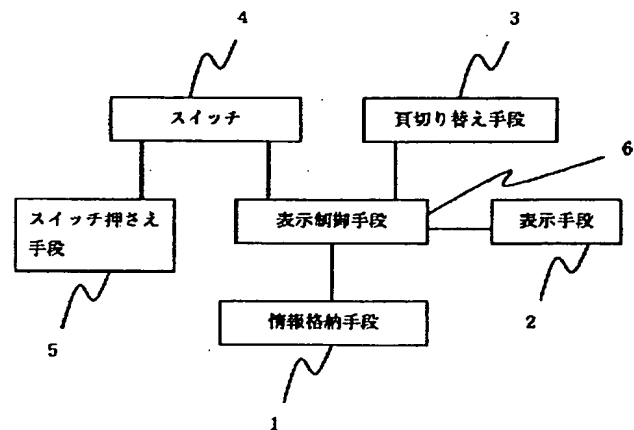 4
3
スイッチ
頁切り替え手段
6
スイッチ押さえ
手段
表示制御手段
表示手段
5
情報格納手段
2
1